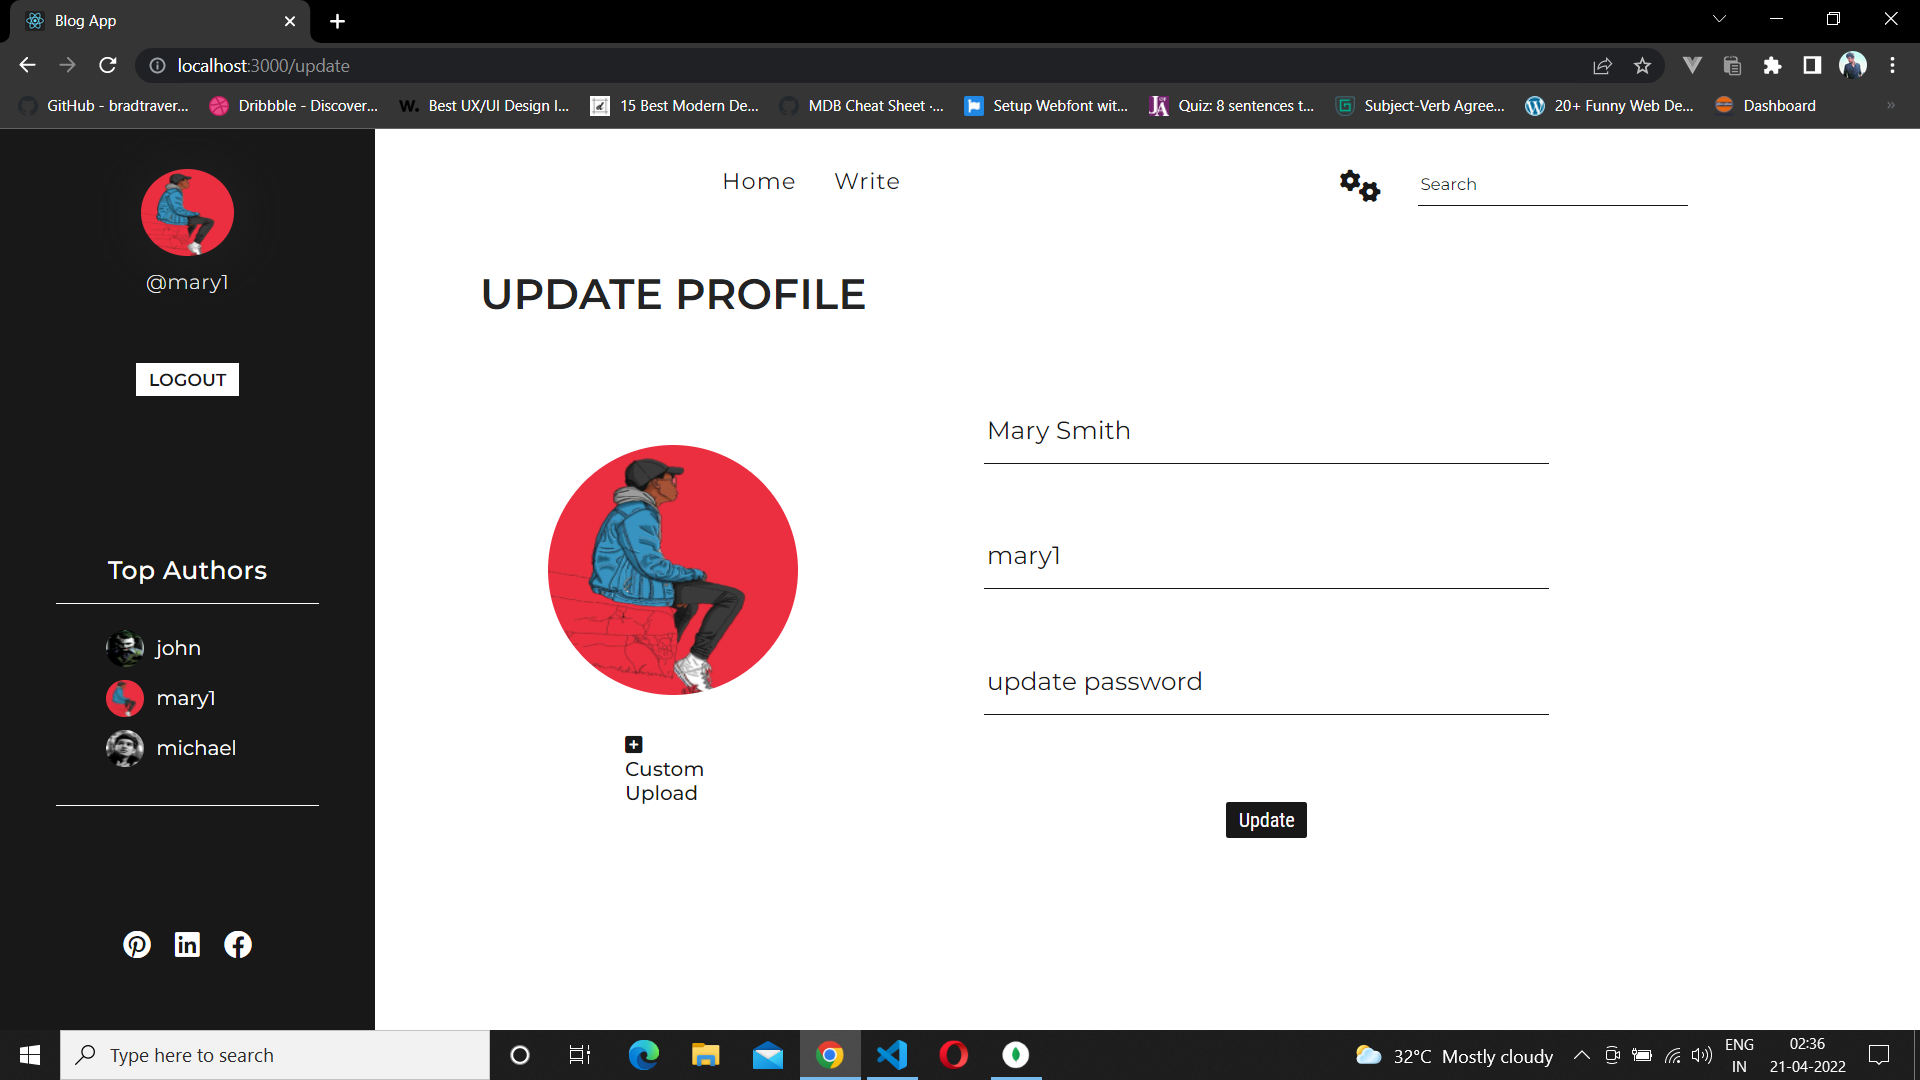 Blog App
localhost:3000/update
GitHub - bradtraver...
Dribbble - Discover...
W. Best UX/UI Design I...
15 Best Modern De...
MDB Cheat Sheet ·...
Setup Webfont wit...
JA Quiz: 8 sentences t...
G Subject-Verb Agree...
20+ Funny Web De...
Dashboard
»
@mary1
LOGOUT
Top Authors
john
mary1
michael
Home
Write
Search
UPDATE PROFILE
Custom
Upload
Mary Smith
mary1
update password
Update
Type here to search
32°C Mostly cloudy
ENG
IN
02:36
21-04-2022